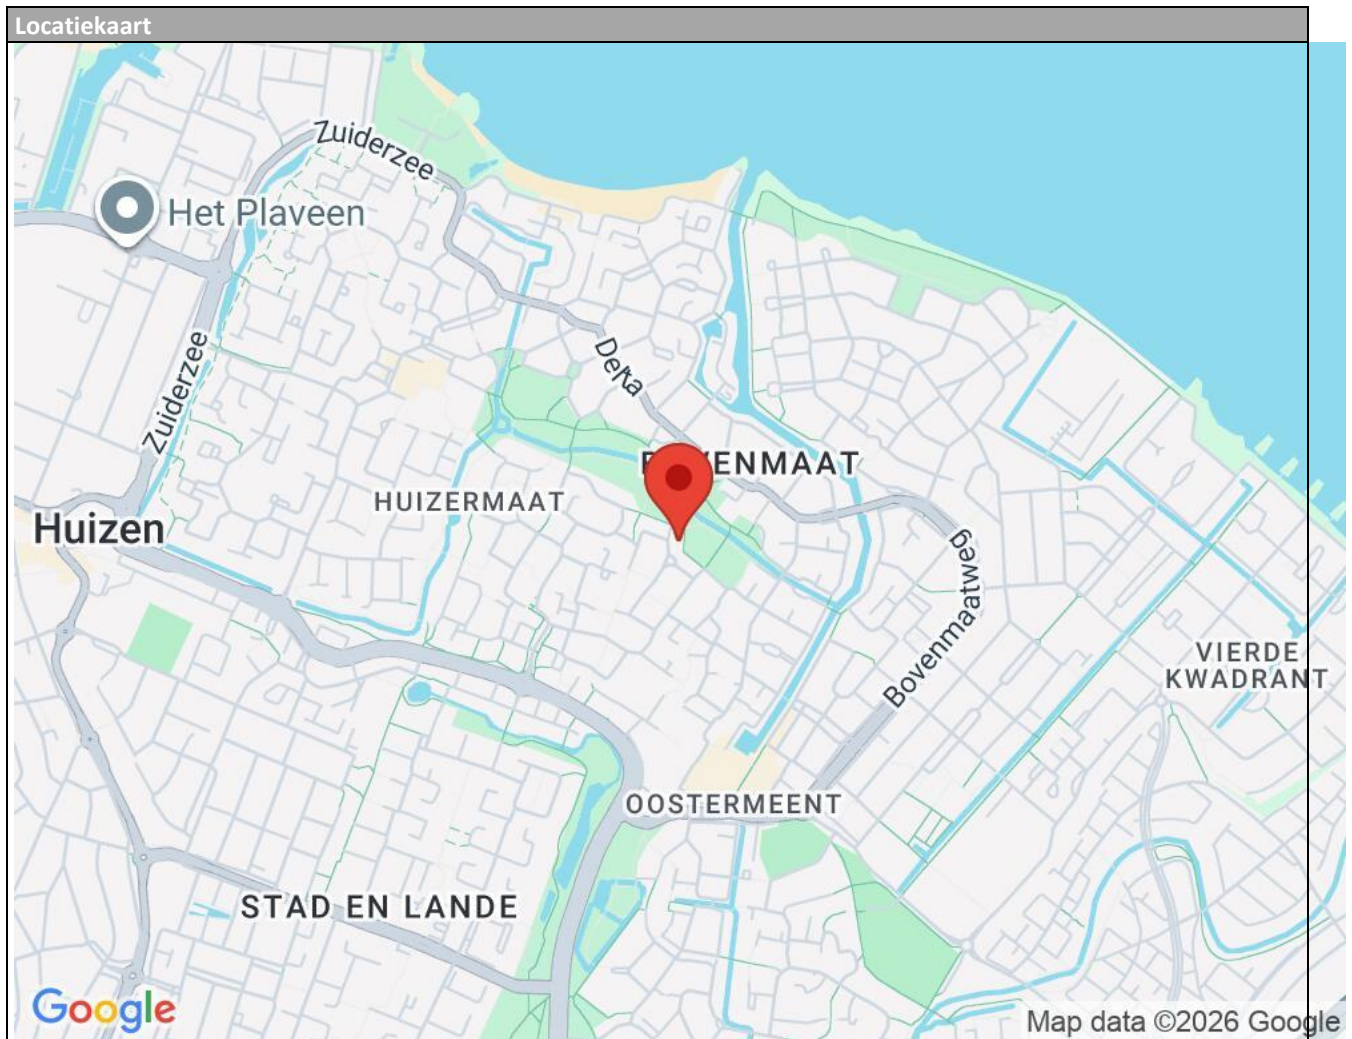 Locatiekaart
Zuiderzee
Het Plaveen
Zuiderzee
Delta
VENMAAT
HUIZERMAAT
Huizen
Bovenmaatweg
VIERDE
KWADRANT
OOSTERMEENT
STAD EN LANDE
Google
Map data ©2026 Google